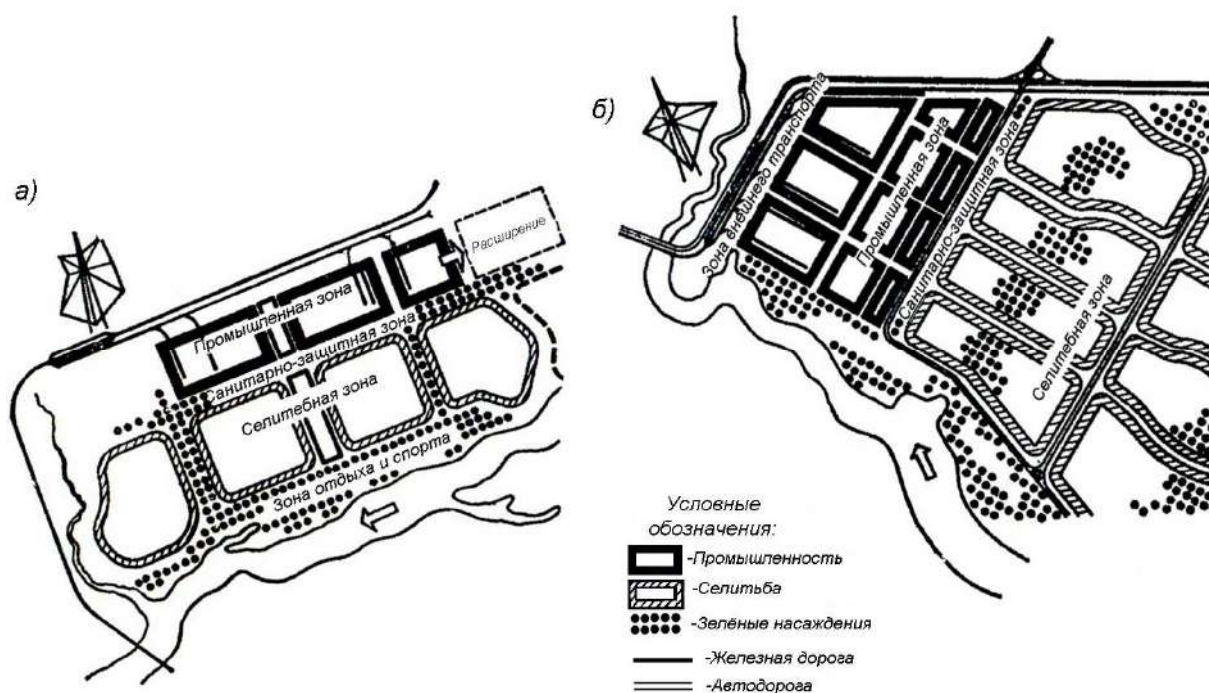 а)
Расширение
Промышленная зона
Санитарно-защитная зона
Селитебная зона
Зона отдыха и спорта
б)
Зона внешнего транспорта
Промышленная зона
Санитарно-защитная зона
Селитебная зона
Условные
обозначения:
-Промышленность
-Селитьба
-Зелёные насаждения
-Железная дорога
-Автодорога